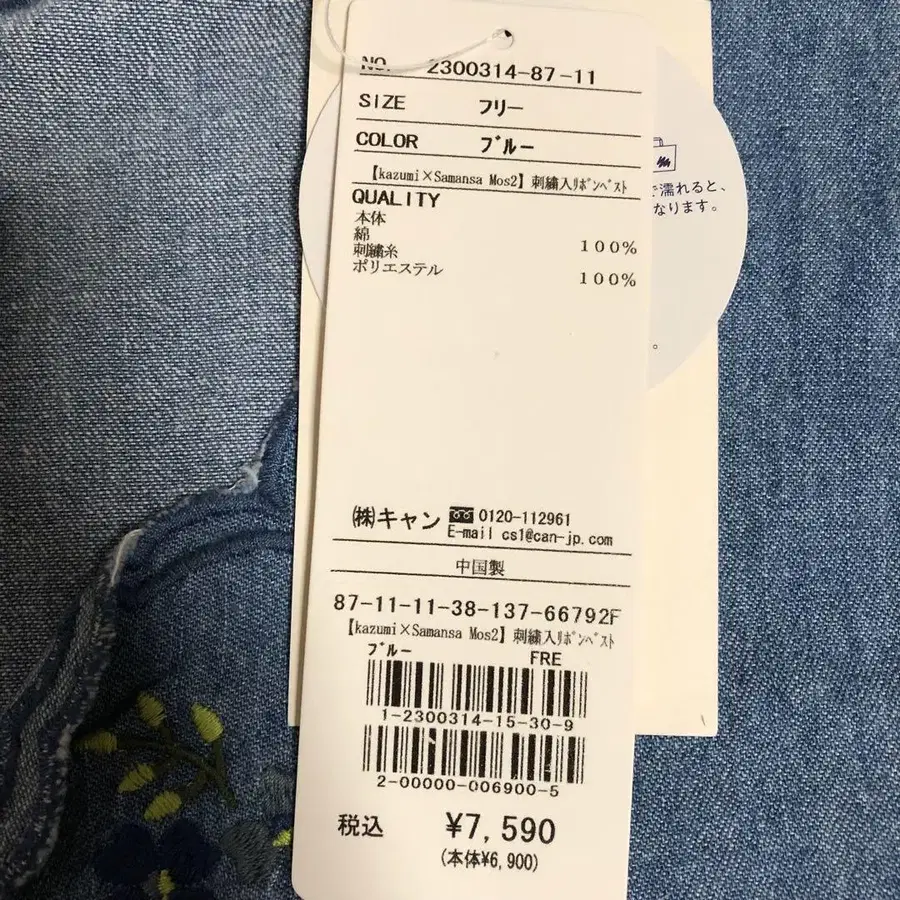 NO. 2300314-87-11
SIZE フリー
COLOR ブルー
【kazumi×Samansa Mos2】刺繍入リボンベスト
QUALITY
本体
綿 100%
刺繍糸
ポリエステル 100%
㈱キャン 0120-112961
E-mail cs1@can-jp.com
中国製
87-11-11-38-137-66792F
【kazumi×Samansa Mos2】刺繍入リボンベスト
ブルー FRE
1-2300314-15-30-9
2-00000-006900-5
税込 ¥7,590
(本体¥6,900)
で濡れると、
なります。
。